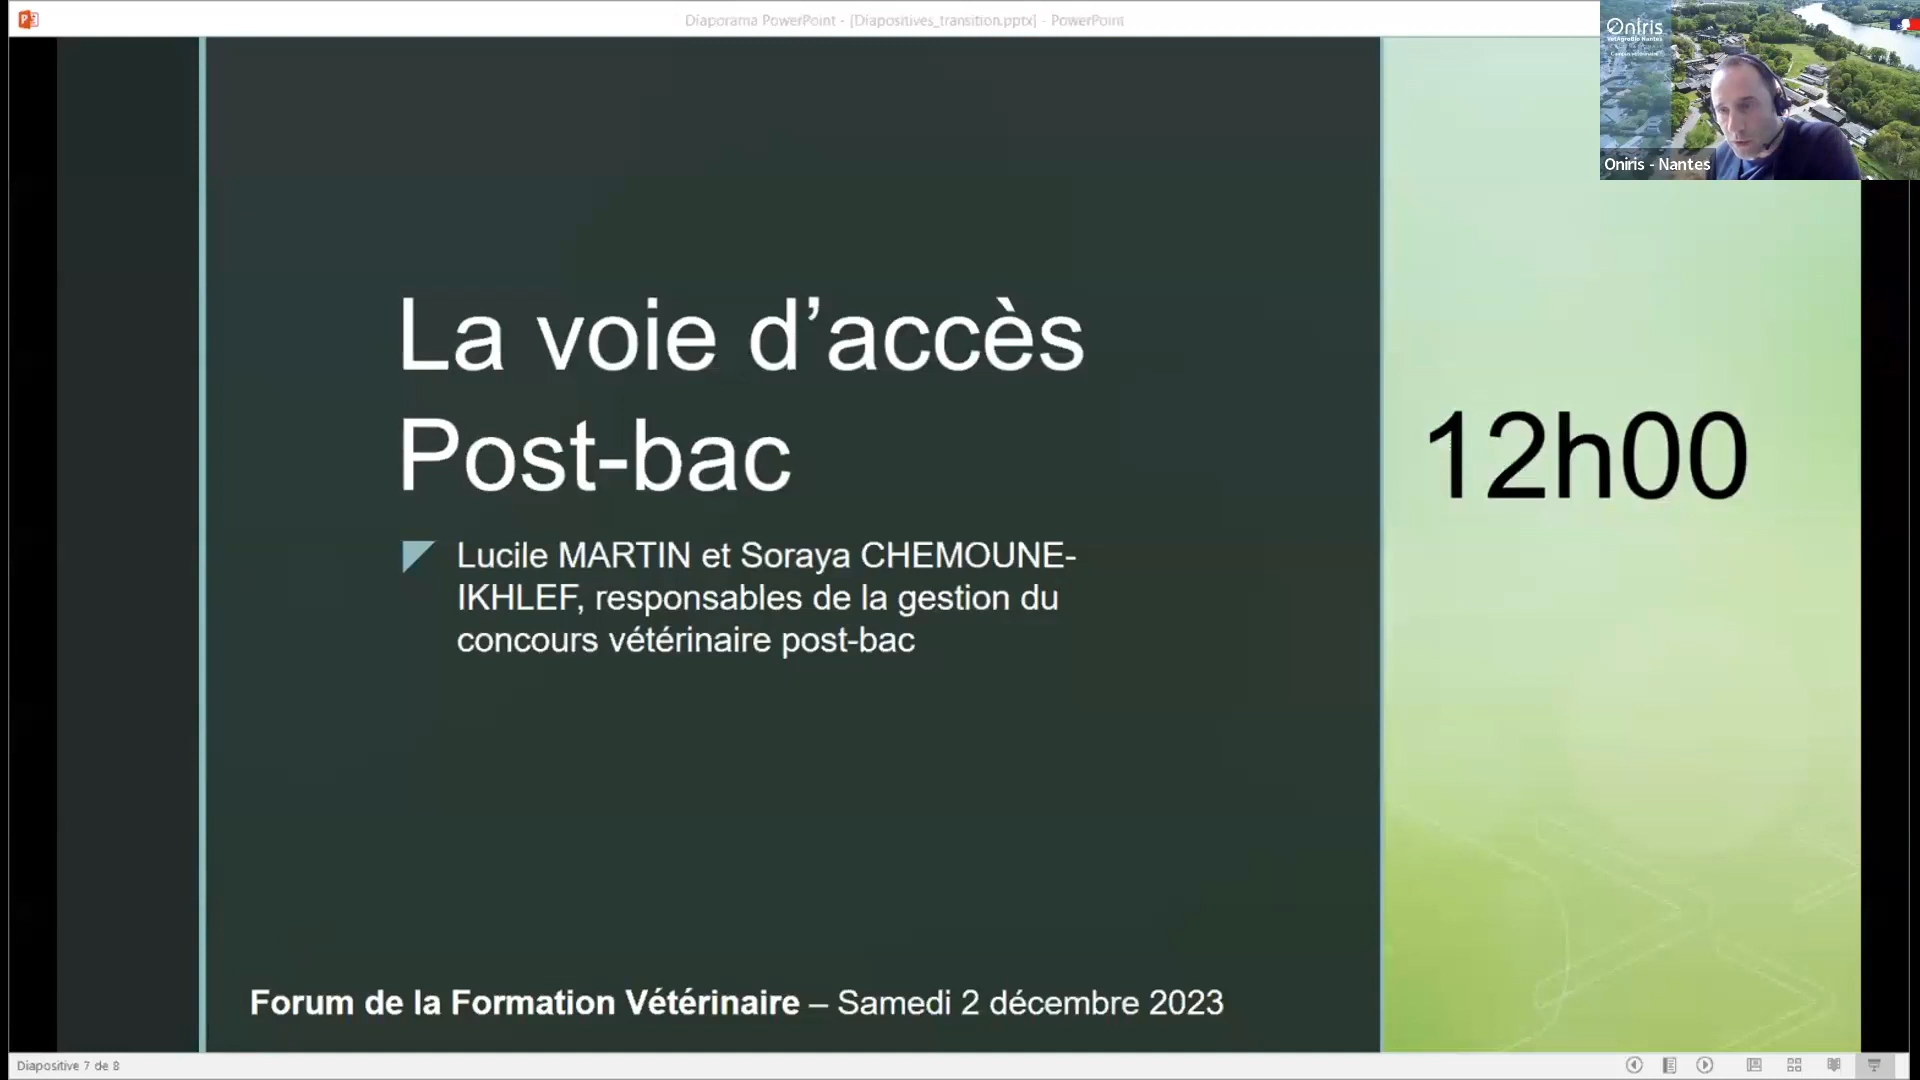 Diaporama PowerPoint - [Diapositives_transition.pptx] - PowerPoint
Oniris
VetAgroBio Nantes
Oniris - Nantes
La voie d’accès
Post-bac
12h00
Lucile MARTIN et Soraya CHEMOUNE-
IKHLEF, responsables de la gestion du
concours vétérinaire post-bac
Forum de la Formation Vétérinaire – Samedi 2 décembre 2023
Diapositive 7 de 8